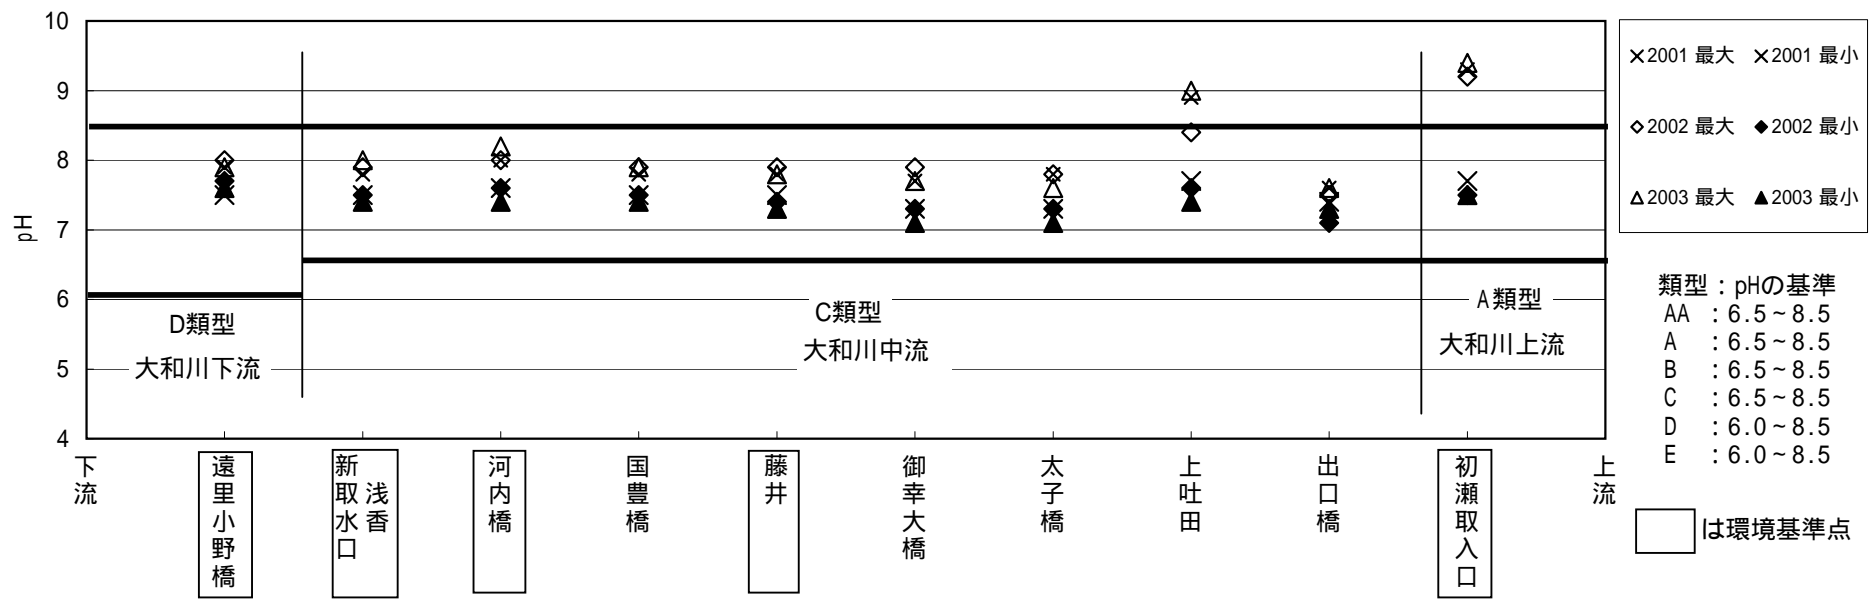 10
9
8
7
6
5
4
pH
D類型
大和川下流
C類型
大和川中流
A類型
大和川上流
下流
遠里小野橋
浅香
新取水口
河内橋
国豊橋
藤井
御幸大橋
太子橋
上吐田
出口橋
初瀬取入口
上流
×2001 最大 ×2001 最小
◇2002 最大 ◆2002 最小
△2003 最大 ▲2003 最小
類型：pHの基準
AA ：6.5~8.5
A ：6.5~8.5
B ：6.5~8.5
C ：6.5~8.5
D ：6.0~8.5
E ：6.0~8.5
は環境基準点